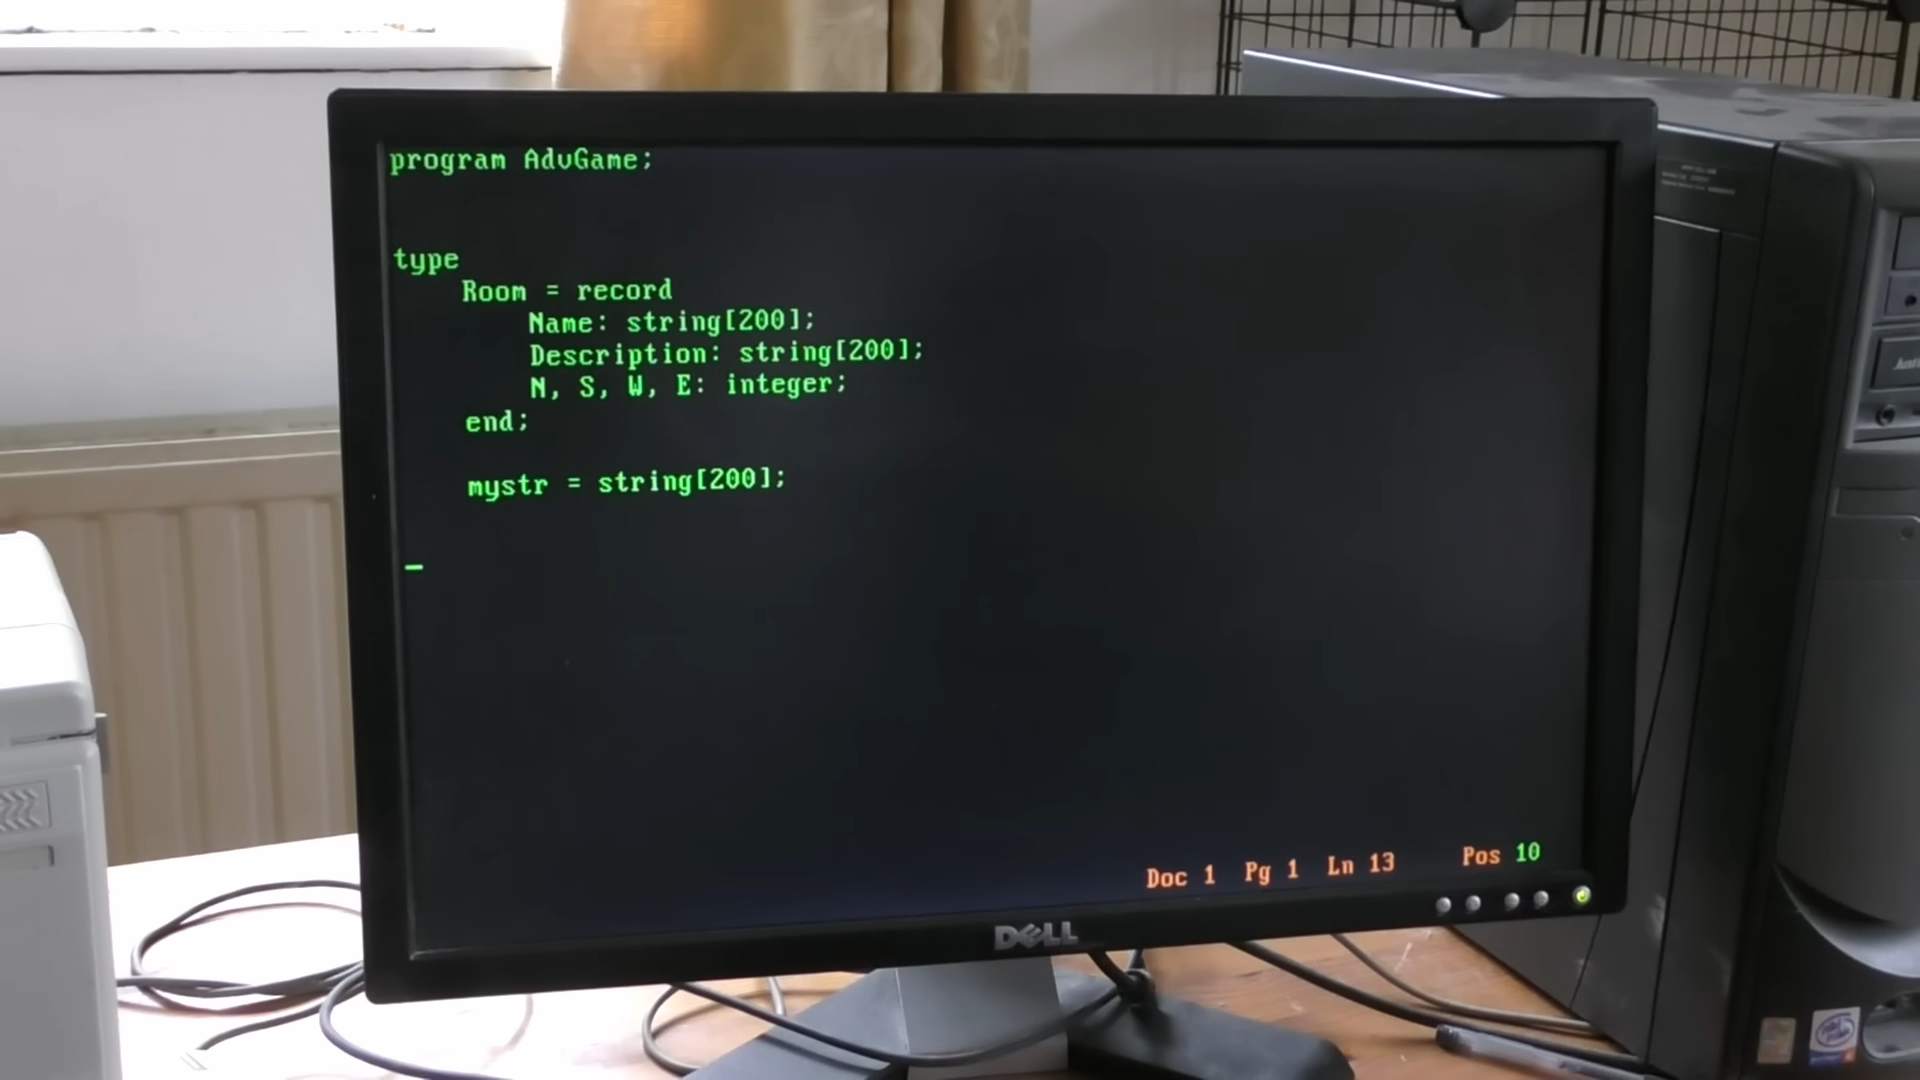 program AdvGame;
type
Room = record
Name: string[200];
Description: string[200];
N, S, W, E: integer;
end;
mystr = string[200];
Doc 1 Pg 1 Ln 13 Pos 10
DELL